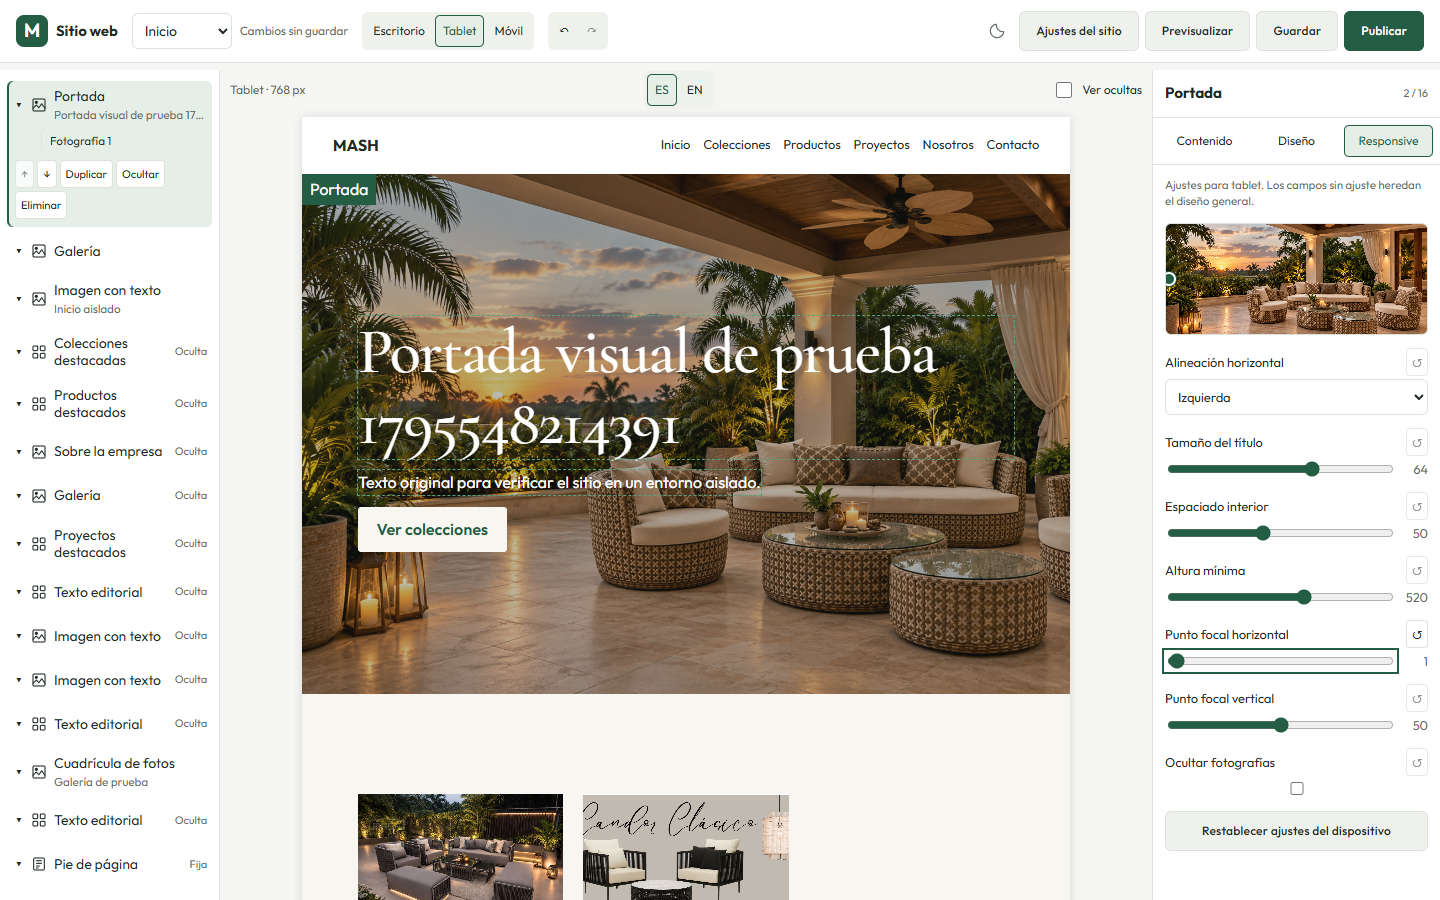 M Sitio web
Inicio
Cambios sin guardar
Escritorio Tablet Móvil
Ajustes del sitio
Previsualizar
Guardar
Publicar
Portada
Portada visual de prueba 17...
Fotografía 1
↑ ↓ Duplicar Ocultar
Eliminar
Galería
Imagen con texto
Inicio aislado
Colecciones destacadas Oculta
Productos destacados Oculta
Sobre la empresa Oculta
Galería Oculta
Proyectos destacados Oculta
Texto editorial Oculta
Imagen con texto Oculta
Imagen con texto Oculta
Texto editorial Oculta
Cuadrícula de fotos
Galería de prueba
Texto editorial Oculta
Pie de página Fija
Tablet · 768 px
ES EN
Ver ocultas
MASH
Inicio Colecciones Productos Proyectos Nosotros Contacto
Portada
Portada visual de prueba
1795548214391
Texto original para verificar el sitio en un entorno aislado.
Ver colecciones
Candor Clásico
Portada 2 / 16
Contenido Diseño Responsive
Ajustes para tablet. Los campos sin ajuste heredan
el diseño general.
Alineación horizontal
Izquierda
Tamaño del título
64
Espaciado interior
50
Altura mínima
520
Punto focal horizontal
1
Punto focal vertical
50
Ocultar fotografías
Restablecer ajustes del dispositivo